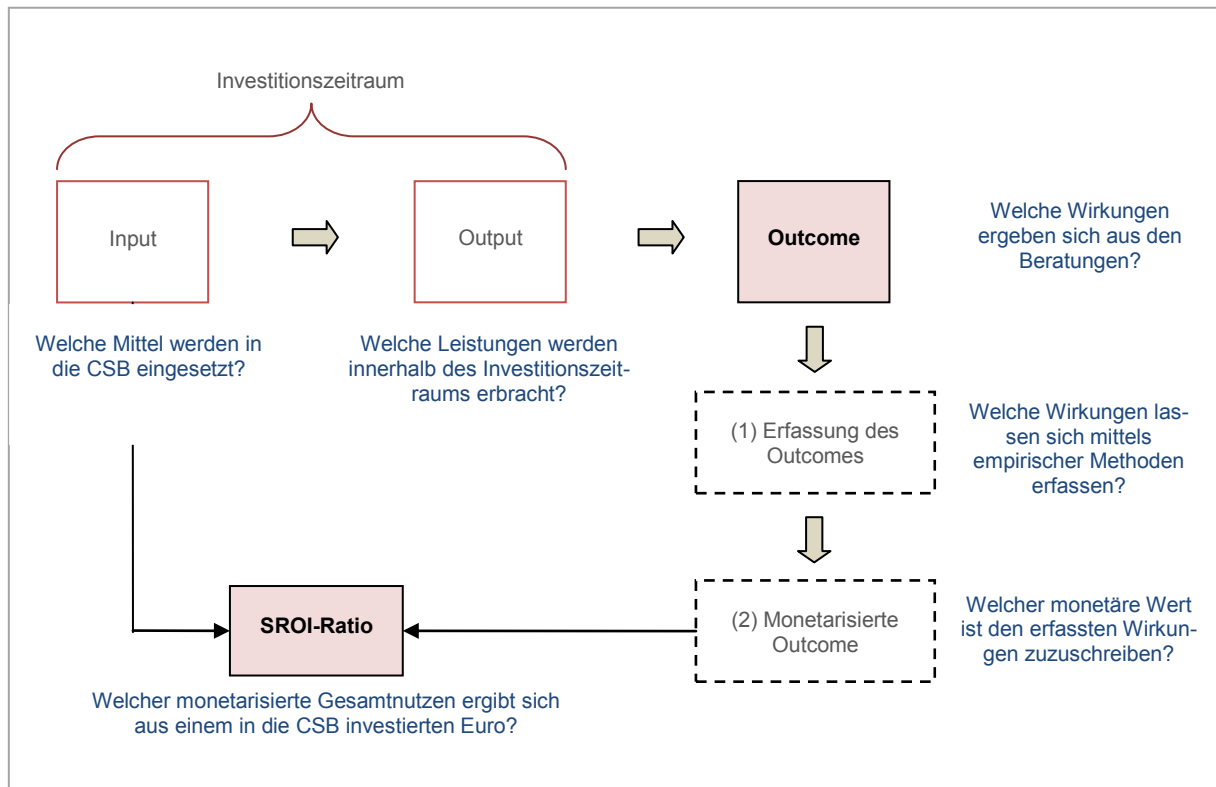 Investitionszeitraum
Input
Output
Outcome
Welche Wirkungen
ergeben sich aus den
Beratungen?
Welche Mittel werden in
die CSB eingesetzt?
Welche Leistungen werden
innerhalb des Investitionszeit-
raums erbracht?
(1) Erfassung des
Outcomes
Welche Wirkungen las-
sen sich mittels
empirischer Methoden
erfassen?
SROI-Ratio
(2) Monetarisierte
Outcome
Welcher monetäre Wert
ist den erfassten Wirkun-
gen zuzuschreiben?
Welcher monetarisierte Gesamtnutzen ergibt sich
aus einem in die CSB investierten Euro?